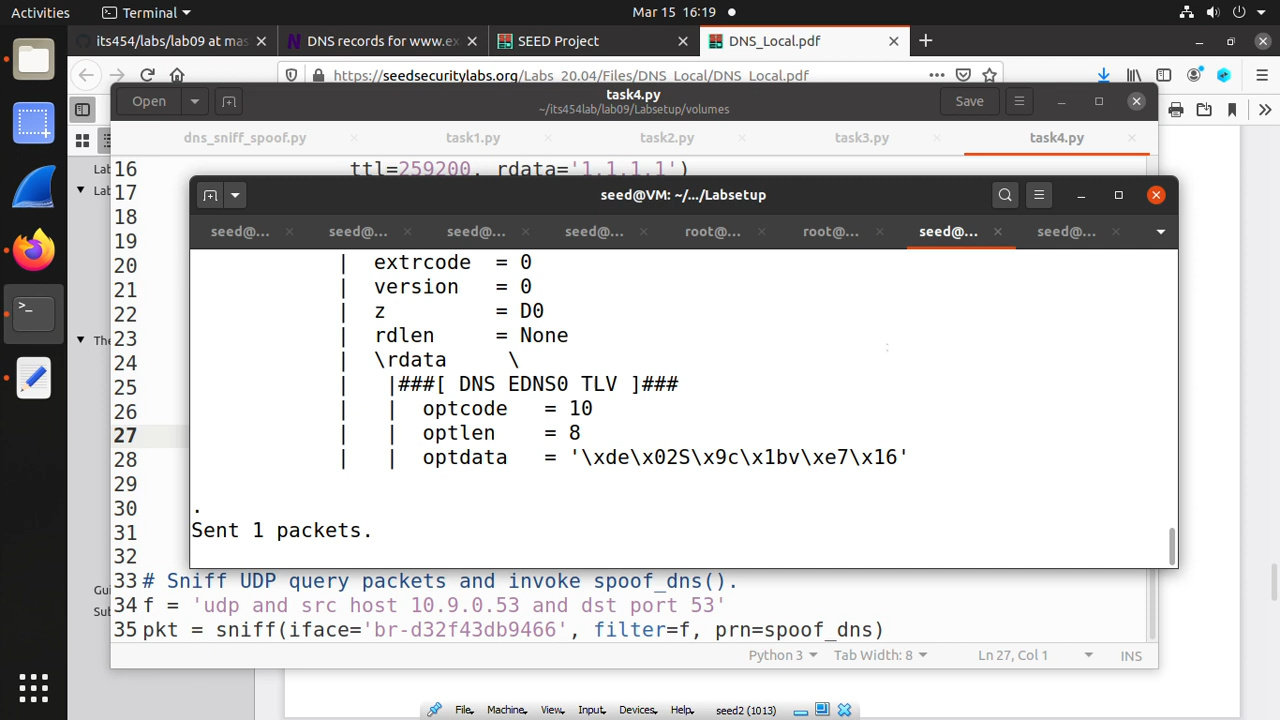 Activities
Terminal
Mar 15 16:19
its454/labs/lab09 at mas
DNS records for www.ex
SEED Project
DNS_Local.pdf
https://seedsecuritylabs.org/Labs_20.04/Files/DNS_Local/DNS_Local.pdf
Open
task4.py
~/its454lab/lab09/Labsetup/volumes
Save
dns_sniff_spoof.py
task1.py
task2.py
task3.py
task4.py
Lab
Lab
The
Gui
Sub
16 ttl=259200, rdata='1.1.1.1')
17
18
19
20
21
22
23
24
25
26
27
28
29
30
31
32
seed@VM: ~/.../Labsetup
seed@...
seed@...
seed@...
seed@...
root@...
root@...
seed@...
seed@...
| extrcode = 0
| version = 0
| z = D0
| rdlen = None
| \rdata \
| |###[ DNS EDNS0 TLV ]###
| | optcode = 10
| | optlen = 8
| | optdata = '\xde\x02S\x9c\x1bv\xe7\x16'
.
Sent 1 packets.
33 # Sniff UDP query packets and invoke spoof_dns().
34 f = 'udp and src host 10.9.0.53 and dst port 53'
35 pkt = sniff(iface='br-d32f43db9466', filter=f, prn=spoof_dns)
Python 3
Tab Width: 8
Ln 27, Col 1
INS
File
Machine
View
Input
Devices
Help
seed2 (1013)